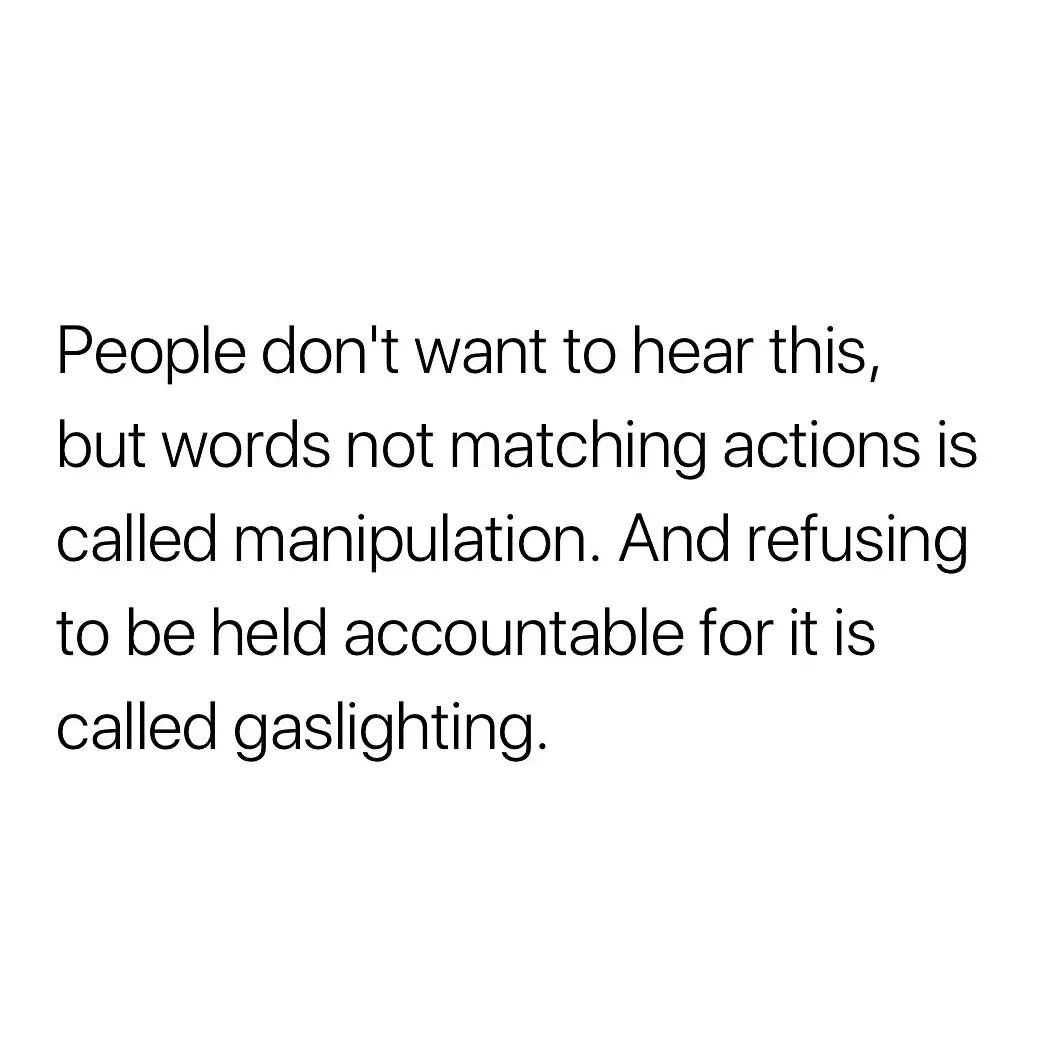 People don't want to hear this,
but words not matching actions is
called manipulation. And refusing
to be held accountable for it is
called gaslighting.